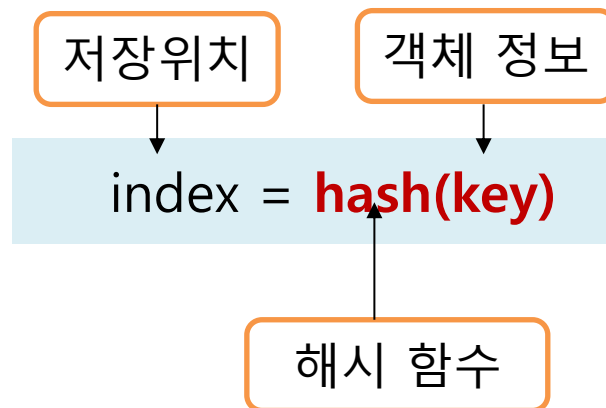 저장위치
객체 정보
index = hash(key)
해시 함수